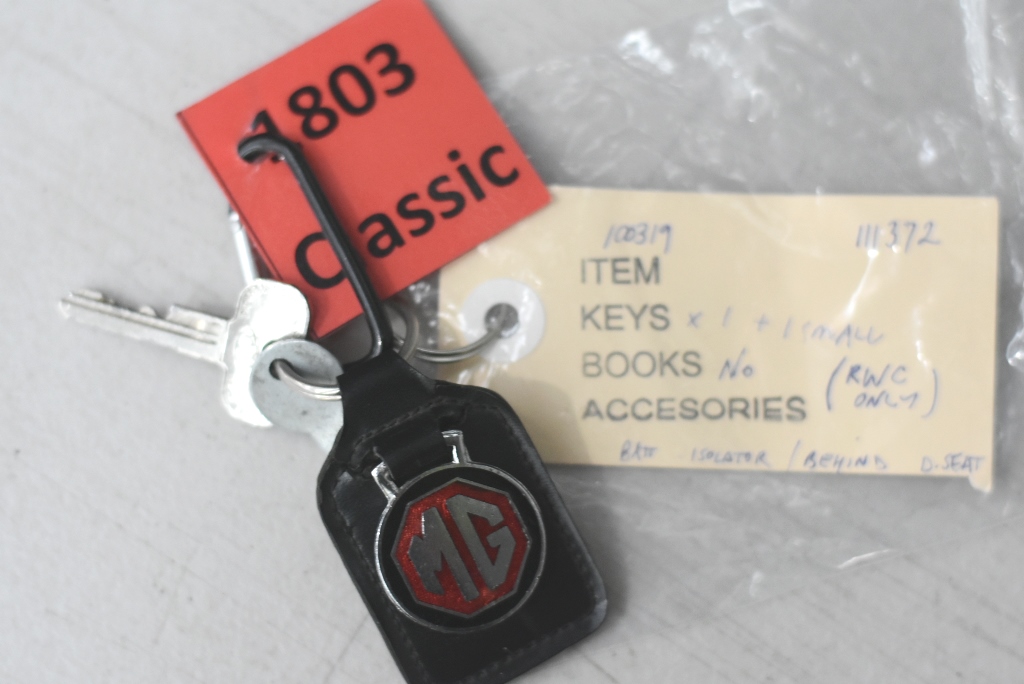 1803
Classic
100319 111372
ITEM
KEYS x 1 + 1 SMALL
BOOKS No (RWC
ONLY)
ACCESORIES
BATT ISOLATOR / BEHIND D.SEAT
MG